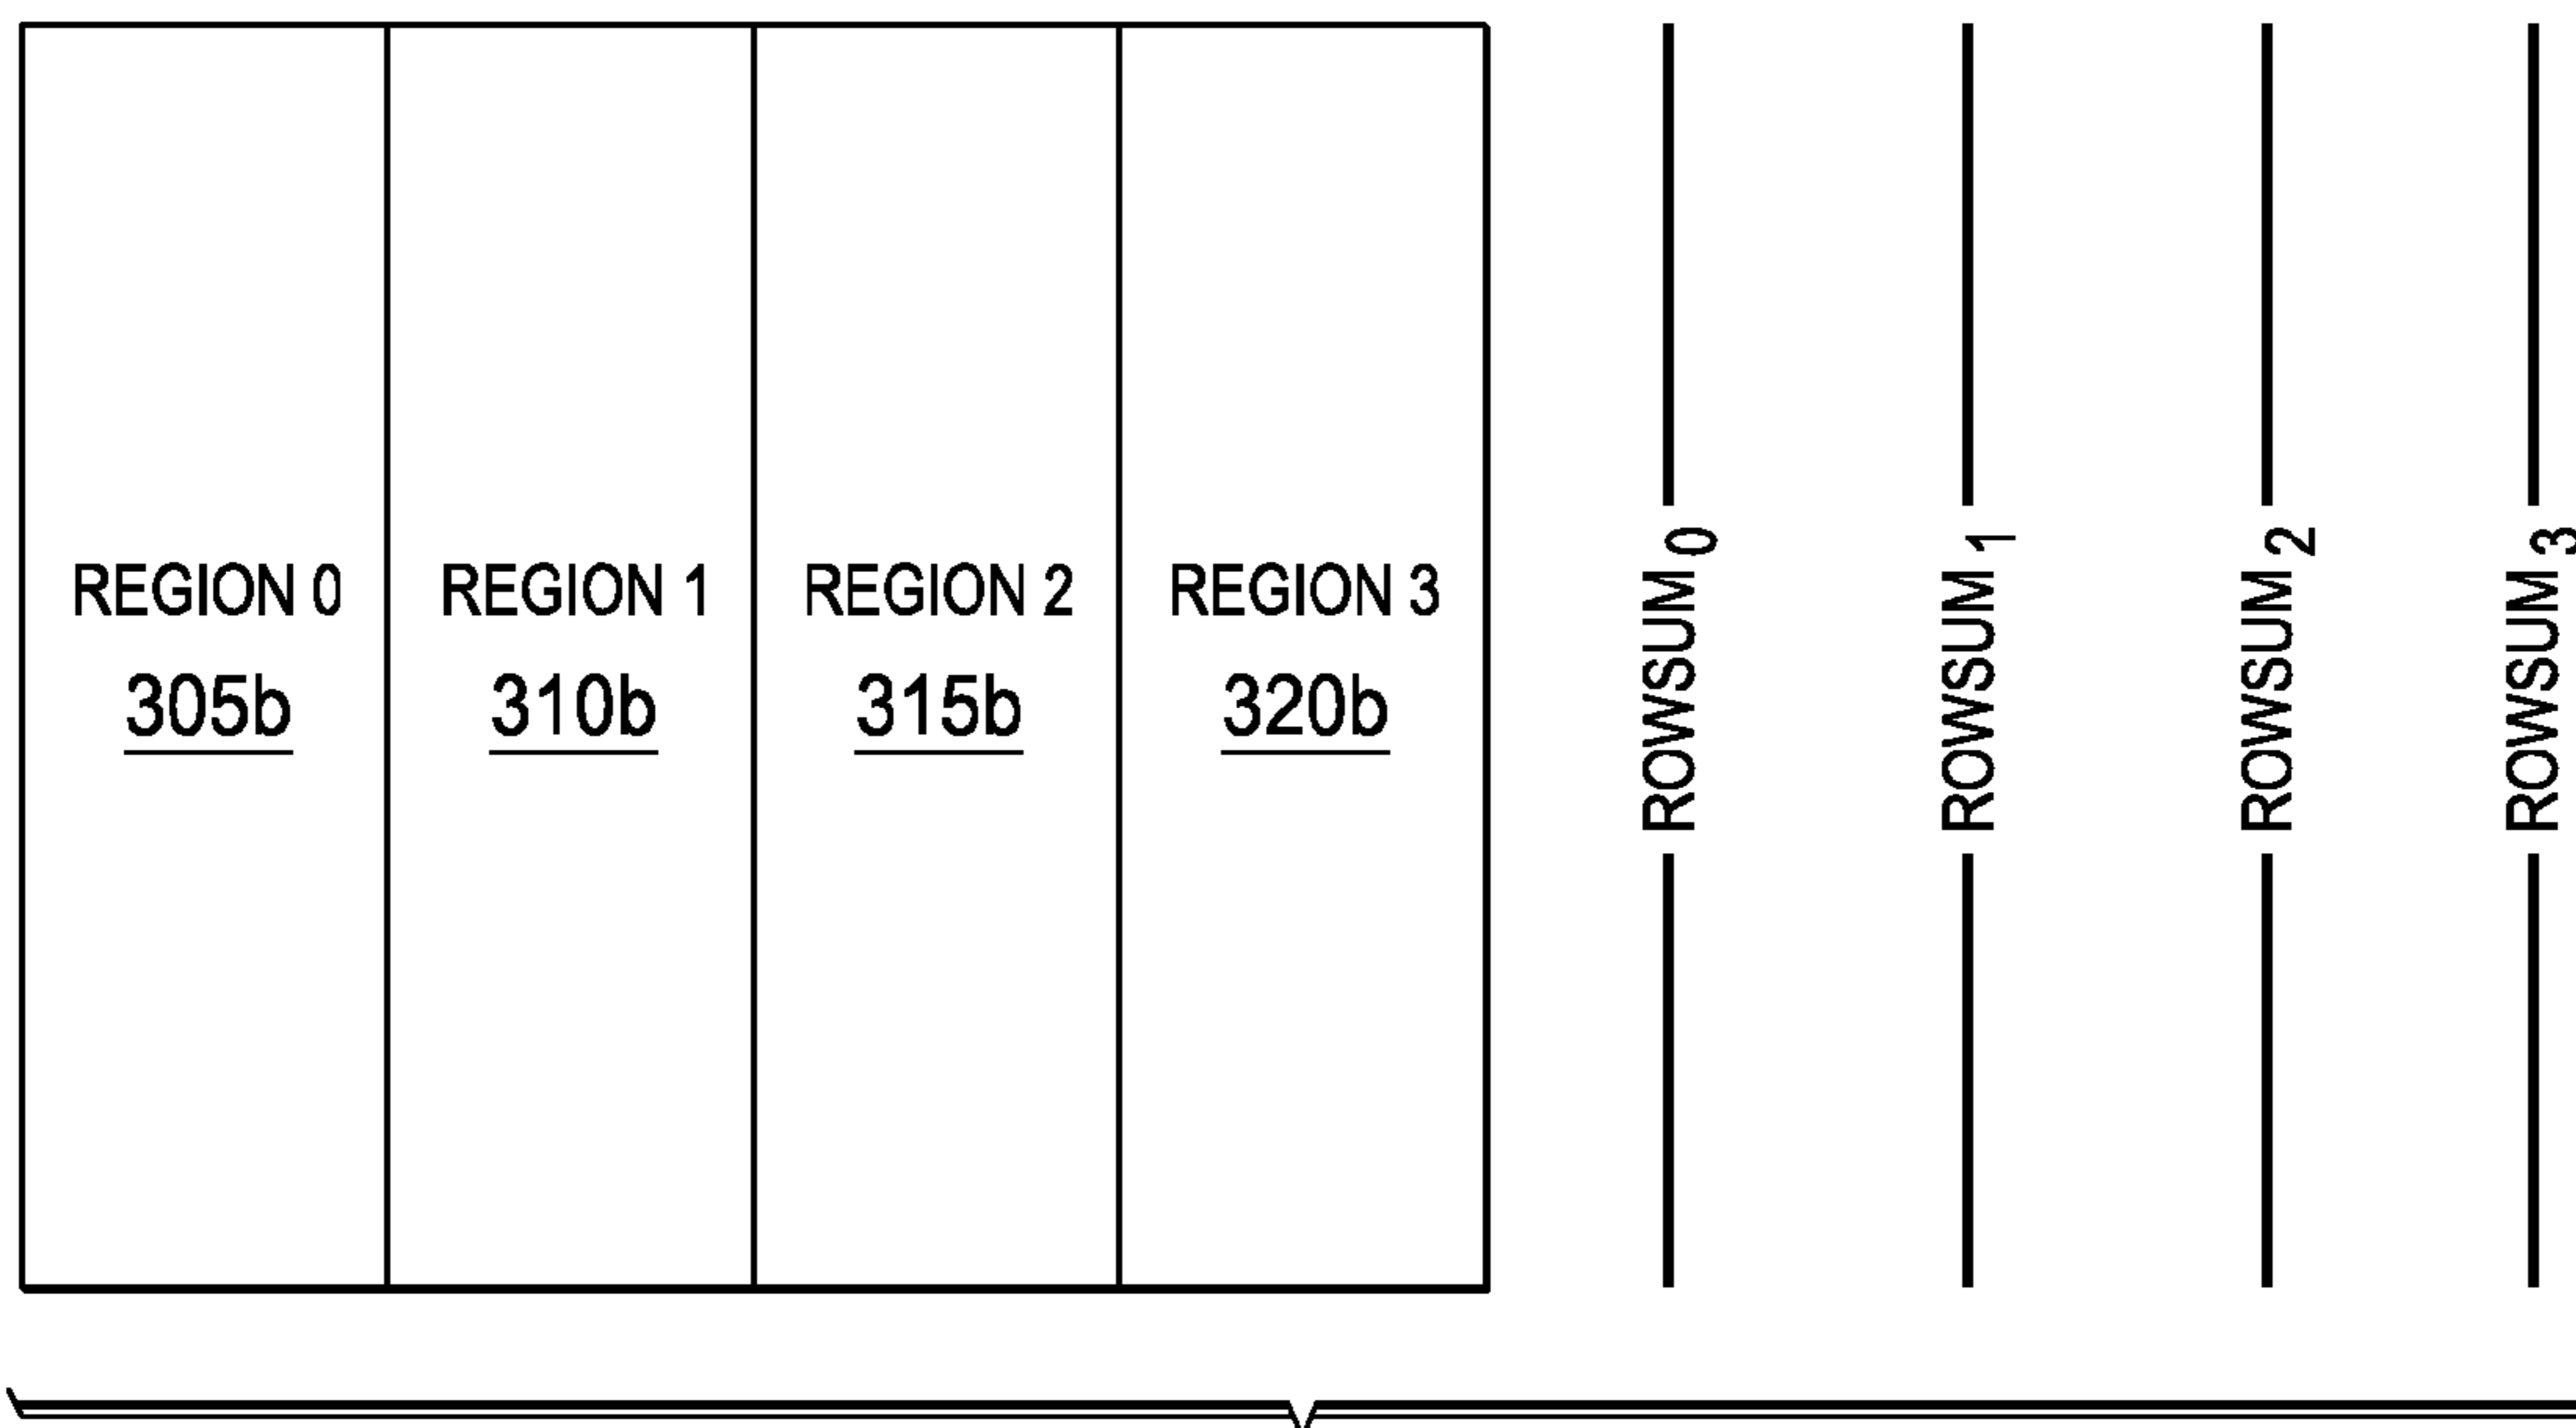 REGION 0
305b
REGION 1
310b
REGION 2
315b
REGION 3
320b
ROWSUM 0
ROWSUM 1
ROWSUM 2
ROWSUM 3